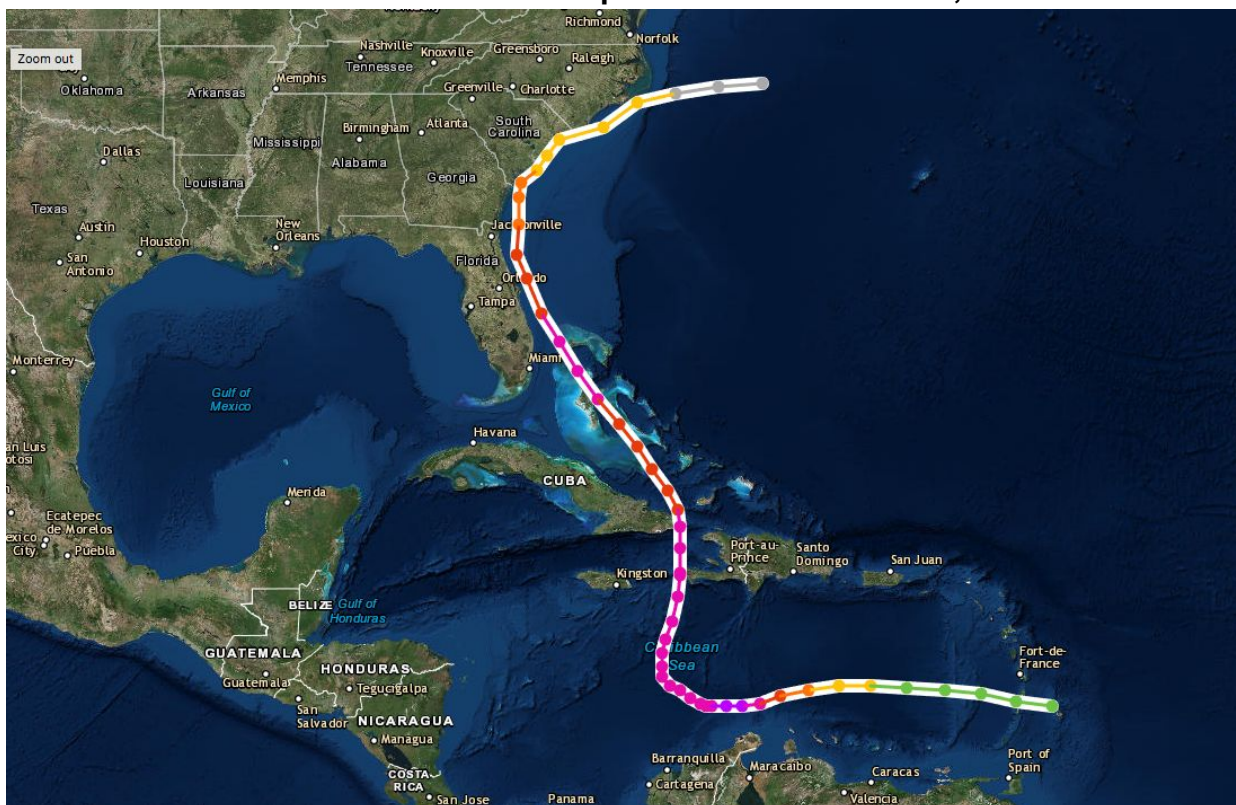 Richmond
Norfolk
Zoom out
Nashville
Knoxville
Greensboro
Raleigh
Tennessee
Oklahoma
Arkansas
Memphis
Greenville
Charlotte
Birmingham
Atlanta
South
Carolina
Mississippi
Alabama
Dallas
Georgia
Louisiana
Texas
Austin
Houston
New
Orleans
San
Antonio
Jacksonville
Florida
Orlando
Tampa
Monterrey
Miami
Gulf of
Mexico
Havana
CUBA
Merida
Ecatepec
de Morelos
City
Puebla
Port-au-
Prince
Santo
Domingo
San Juan
Kingston
BELIZE
Gulf of
Honduras
GUATEMALA
Guatemala
HONDURAS
Tegucigalpa
Caribbean
Sea
Fort-de-
France
San
Salvador
NICARAGUA
Managua
COSTA
RICA
San Jose
Panama
Barranquilla
Cartagena
Maracaibo
Caracas
Valencia
Port of
Spain